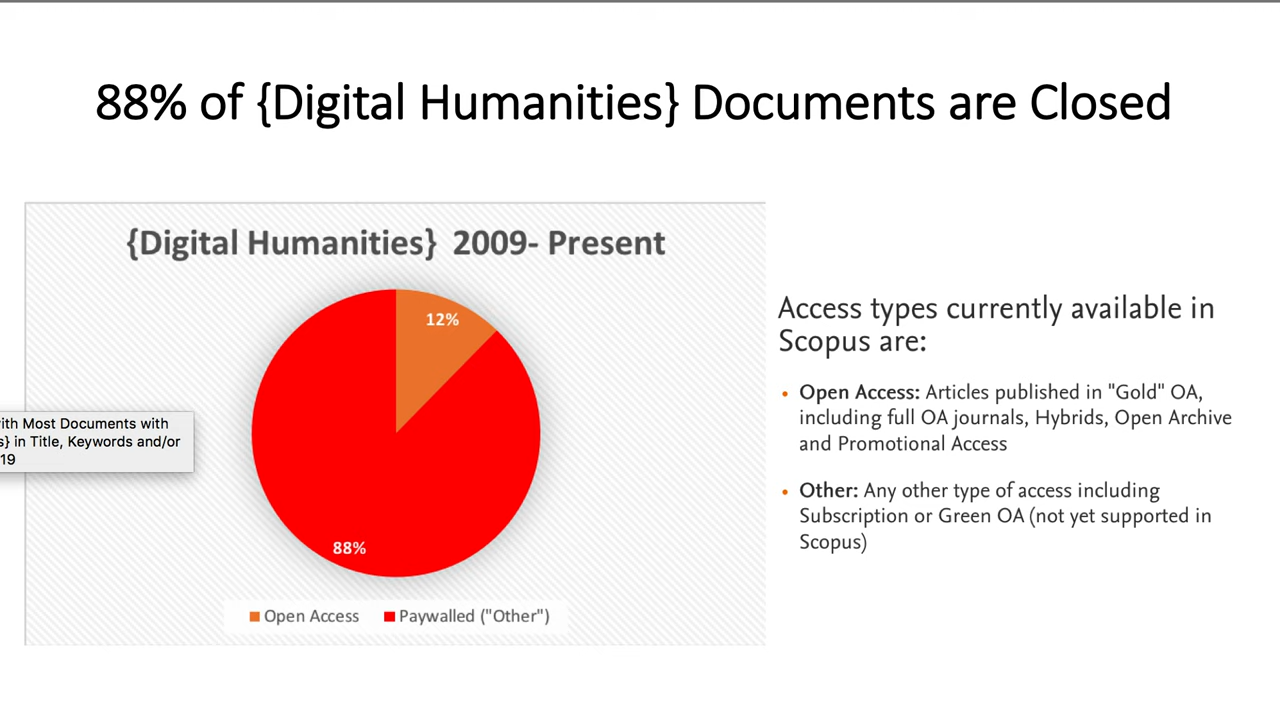 88% of {Digital Humanities} Documents are Closed
{Digital Humanities} 2009- Present
12%
88%
Open Access
Paywalled ("Other")
with Most Documents with
s} in Title, Keywords and/or
19
Access types currently available in
Scopus are:
• Open Access: Articles published in "Gold" OA,
including full OA journals, Hybrids, Open Archive
and Promotional Access
• Other: Any other type of access including
Subscription or Green OA (not yet supported in
Scopus)